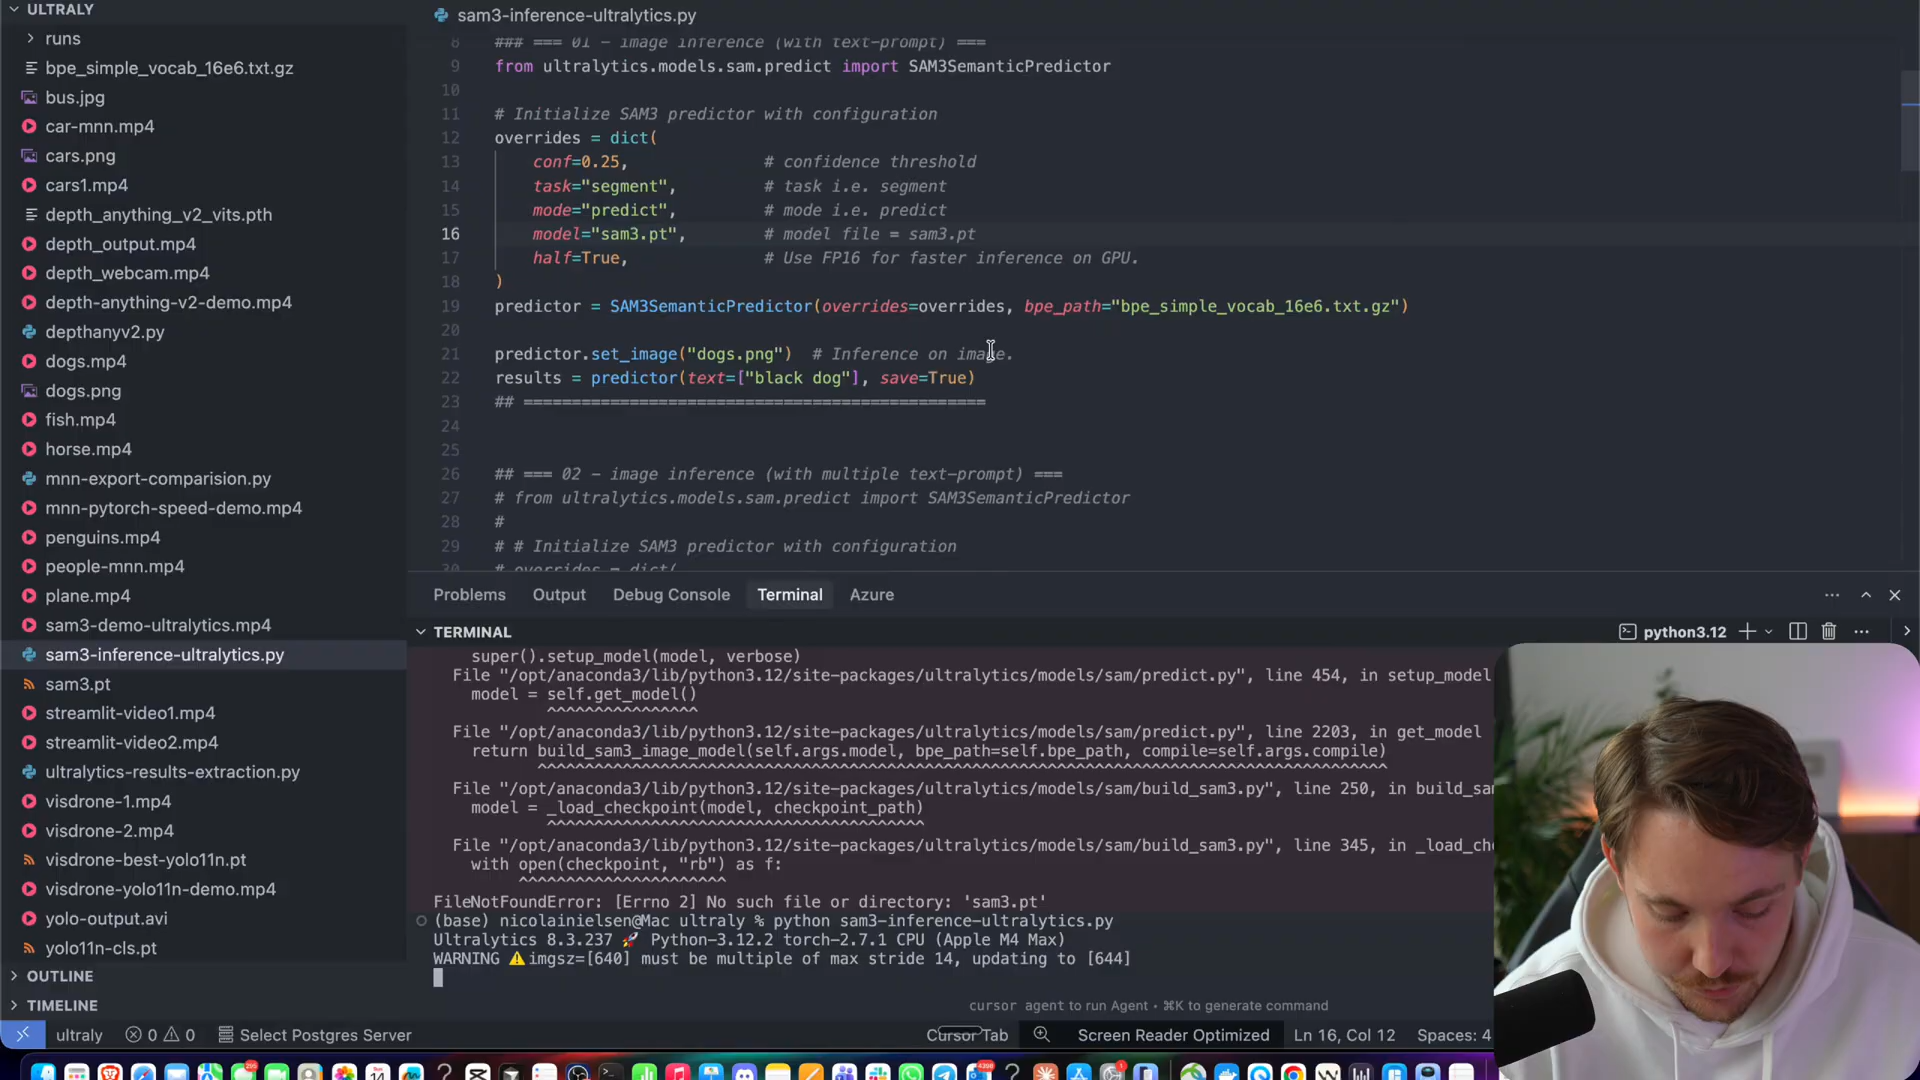 ULTRALY
runs
bpe_simple_vocab_16e6.txt.gz
bus.jpg
car-mnn.mp4
cars.png
cars1.mp4
depth_anything_v2_vits.pth
depth_output.mp4
depth_webcam.mp4
depth-anything-v2-demo.mp4
depthanyv2.py
dogs.mp4
dogs.png
fish.mp4
horse.mp4
mnn-export-comparision.py
mnn-pytorch-speed-demo.mp4
penguins.mp4
people-mnn.mp4
plane.mp4
sam3-demo-ultralytics.mp4
sam3-inference-ultralytics.py
sam3.pt
streamlit-video1.mp4
streamlit-video2.mp4
ultralytics-results-extraction.py
visdrone-1.mp4
visdrone-2.mp4
visdrone-best-yolo11n.pt
visdrone-yolo11n-demo.mp4
yolo-output.avi
yolo11n-cls.pt
OUTLINE
TIMELINE
sam3-inference-ultralytics.py
8 ### === 01 - image inference (with text-prompt) ===
9 from ultralytics.models.sam.predict import SAM3SemanticPredictor
10
11 # Initialize SAM3 predictor with configuration
12 overrides = dict(
13 conf=0.25, # confidence threshold
14 task="segment", # task i.e. segment
15 mode="predict", # mode i.e. predict
16 model="sam3.pt", # model file = sam3.pt
17 half=True, # Use FP16 for faster inference on GPU.
18 )
19 predictor = SAM3SemanticPredictor(overrides=overrides, bpe_path="bpe_simple_vocab_16e6.txt.gz")
20
21 predictor.set_image("dogs.png") # Inference on image.
22 results = predictor(text=["black dog"], save=True)
23 ## ================================================
24
25
26 ## === 02 - image inference (with multiple text-prompt) ===
27 # from ultralytics.models.sam.predict import SAM3SemanticPredictor
28 #
29 # # Initialize SAM3 predictor with configuration
30 # overrides = dict(
Problems Output Debug Console Terminal Azure
TERMINAL
python3.12
super().setup_model(model, verbose)
File "/opt/anaconda3/lib/python3.12/site-packages/ultralytics/models/sam/predict.py", line 454, in setup_model
model = self.get_model()
^^^^^^^^^^^^^^^^
File "/opt/anaconda3/lib/python3.12/site-packages/ultralytics/models/sam/predict.py", line 2203, in get_model
return build_sam3_image_model(self.args.model, bpe_path=self.bpe_path, compile=self.args.compile)
^^^^^^^^^^^^^^^^^^^^^^^^^^^^^^^^^^^^^^^^^^^^^^^^^^^^^^^^^^^^^^^^^^^^^^^^^^^^^^^^^^^^^^^^^^
File "/opt/anaconda3/lib/python3.12/site-packages/ultralytics/models/sam/build_sam3.py", line 250, in build_sa
model = _load_checkpoint(model, checkpoint_path)
^^^^^^^^^^^^^^^^^^^^^^^^^^^^^^^^^^^^^^^^
File "/opt/anaconda3/lib/python3.12/site-packages/ultralytics/models/sam/build_sam3.py", line 345, in _load_ch
with open(checkpoint, "rb") as f:
^^^^^^^^^^^^^^^^^^^^^^
FileNotFoundError: [Errno 2] No such file or directory: 'sam3.pt'
(base) nicolainielsen@Mac ultraly % python sam3-inference-ultralytics.py
Ultralytics 8.3.237 🚀 Python-3.12.2 torch-2.7.1 CPU (Apple M4 Max)
WARNING ⚠️ imgsz=[640] must be multiple of max stride 14, updating to [644]
cursor agent to run Agent • ⌘K to generate command
ultraly 0 0 Select Postgres Server Cursor Tab Screen Reader Optimized Ln 16, Col 12 Spaces: 4